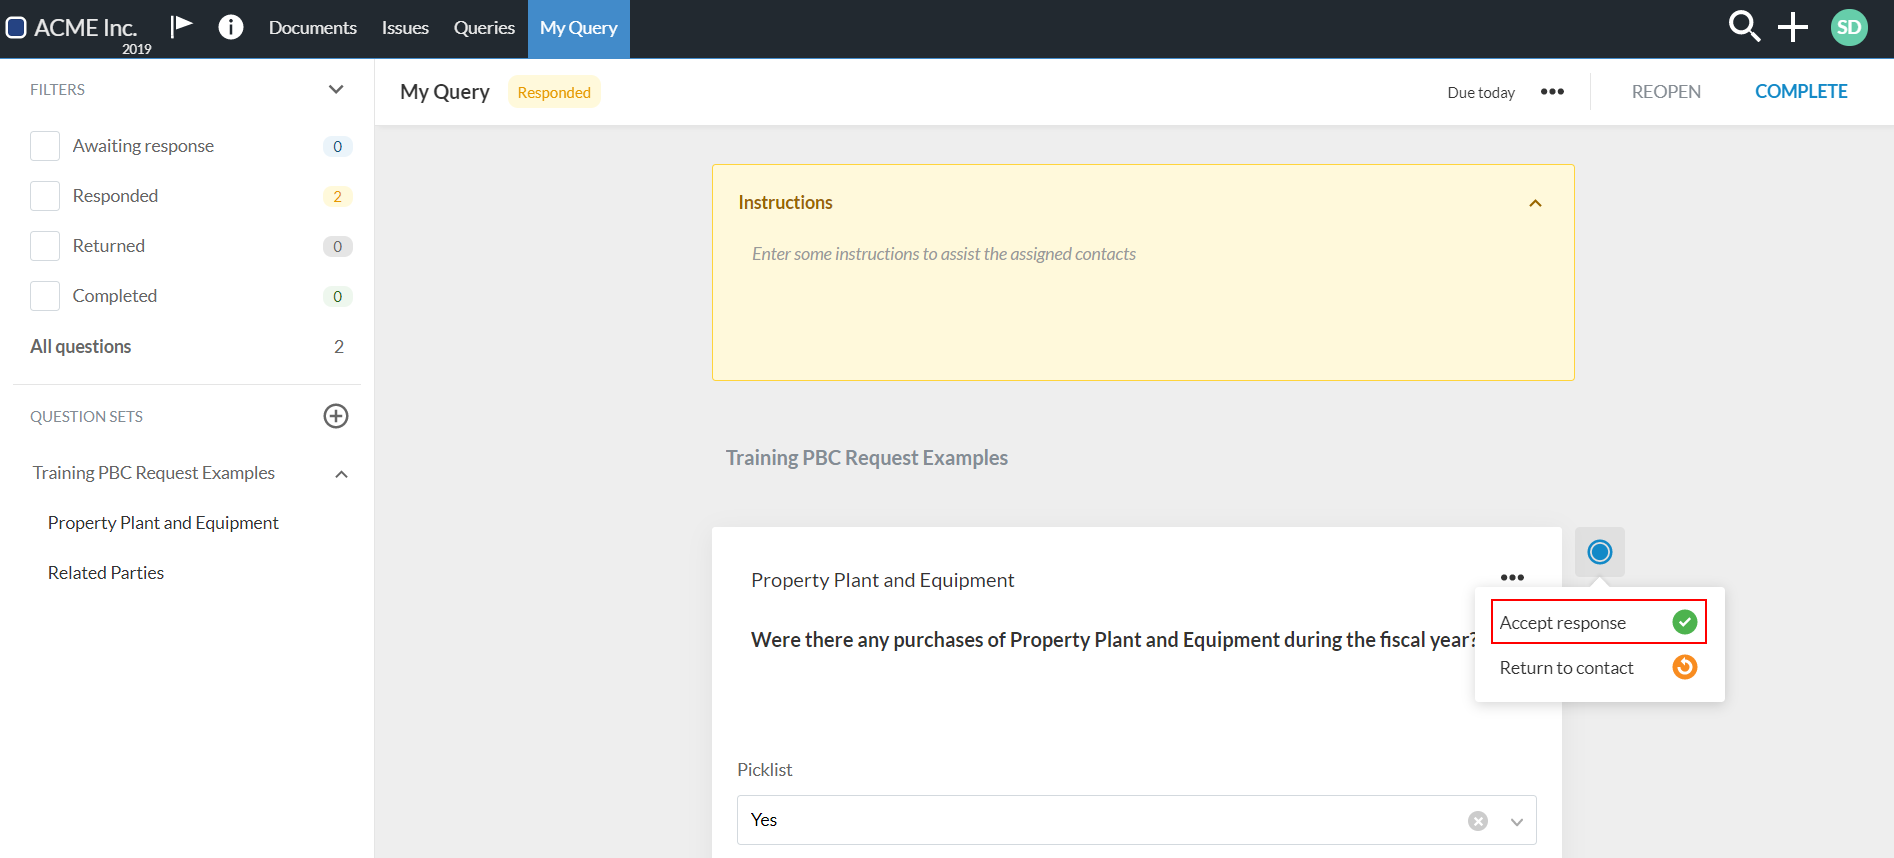 ACME Inc.
2019
Documents
Issues
Queries
My Query
SD
FILTERS
Awaiting response 0
Responded 2
Returned 0
Completed 0
All questions 2
QUESTION SETS
Training PBC Request Examples
Property Plant and Equipment
Related Parties
My Query
Responded
Due today
REOPEN
COMPLETE
Instructions
Enter some instructions to assist the assigned contacts
Training PBC Request Examples
Property Plant and Equipment
Were there any purchases of Property Plant and Equipment during the fiscal year?
Accept response
Return to contact
Picklist
Yes